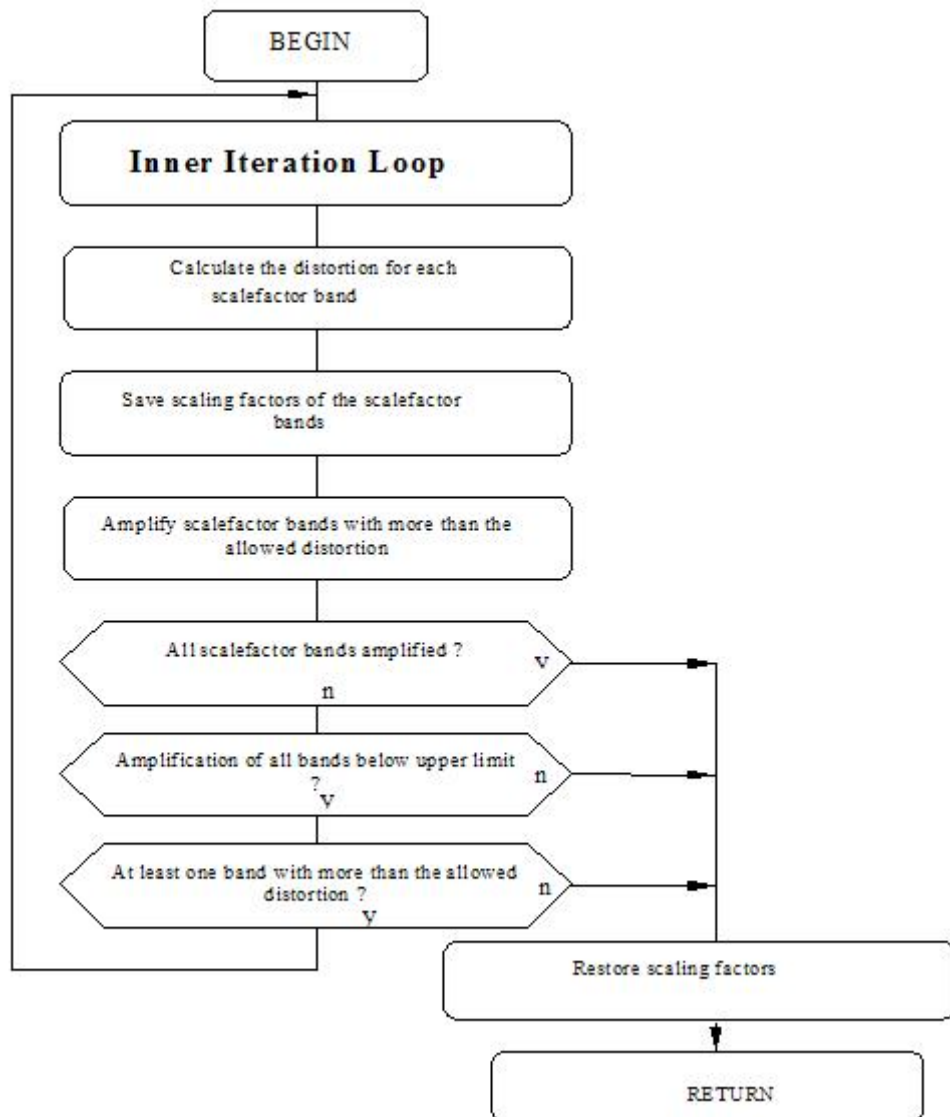 BEGIN
Inner Iteration Loop
Calculate the distortion for each
scalefactor band
Save scaling factors of the scalefactor
bands
Amplify scalefactor bands with more than the
allowed distortion
All scalefactor bands amplified ?
y
n
Amplification of all bands below upper limit
?
n
y
At least one band with more than the allowed
distortion ?
n
y
Restore scaling factors
RETURN